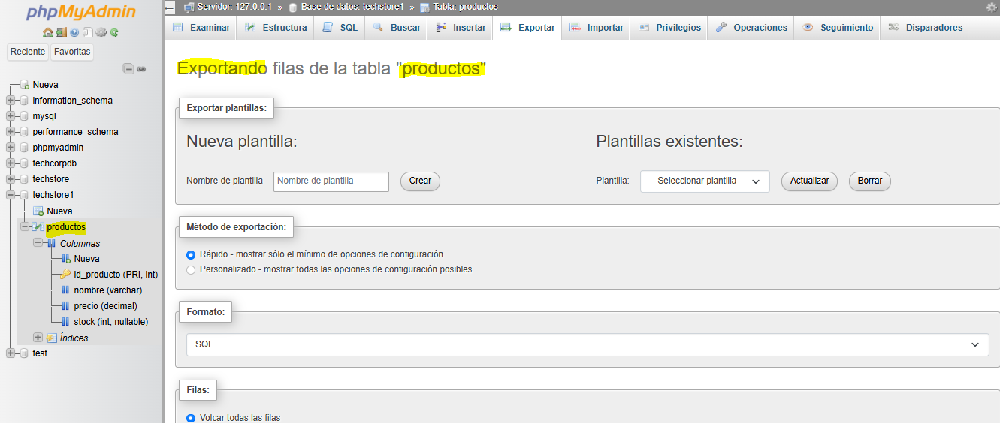 phpMyAdmin
Reciente Favoritas
Nueva
information_schema
mysql
performance_schema
phpmyadmin
techcorpdb
techstore
techstore1
Nueva
productos
Columnas
Nueva
id_producto (PRI, int)
nombre (varchar)
precio (decimal)
stock (int, nullable)
Índices
test
Servidor: 127.0.0.1 » Base de datos: techstore1 » Tabla: productos
Examinar Estructura SQL Buscar Insertar Exportar Importar Privilegios Operaciones Seguimiento Disparadores
Exportando filas de la tabla "productos"
Exportar plantillas:
Nueva plantilla:
Nombre de plantilla Nombre de plantilla Crear
Plantillas existentes:
Plantilla: -- Seleccionar plantilla -- Actualizar Borrar
Método de exportación:
Rápido - mostrar sólo el mínimo de opciones de configuración
Personalizado - mostrar todas las opciones de configuración posibles
Formato:
SQL
Filas:
Volcar todas las filas